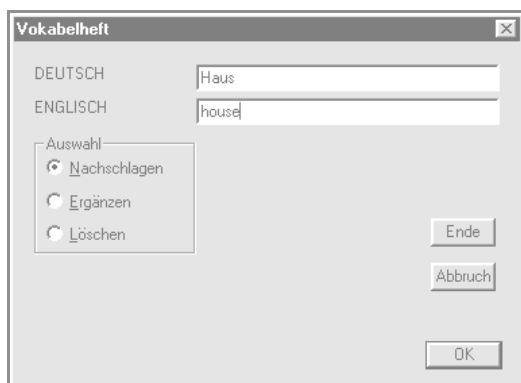 Vokabelheft
DEUTSCH Haus
ENGLISCH house
Auswahl
Nachschlagen
Ergänzen
Löschen
Ende
Abbruch
OK